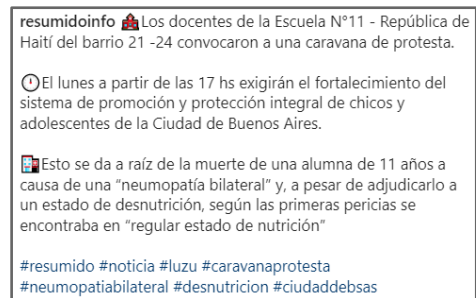 resumidoinfo 🏫Los docentes de la Escuela N°11 - República de
Haití del barrio 21 -24 convocaron a una caravana de protesta.
🕛El lunes a partir de las 17 hs exigirán el fortalecimiento del
sistema de promoción y protección integral de chicos y
adolescentes de la Ciudad de Buenos Aires.
🏥Esto se da a raíz de la muerte de una alumna de 11 años a
causa de una “neumopatía bilateral” y, a pesar de adjudicarlo a
un estado de desnutrición, según las primeras pericias se
encontraba en “regular estado de nutrición”
#resumido #noticia #luzu #caravanaprotesta
#neumopatiabilateral #desnutricion #ciudaddebsas